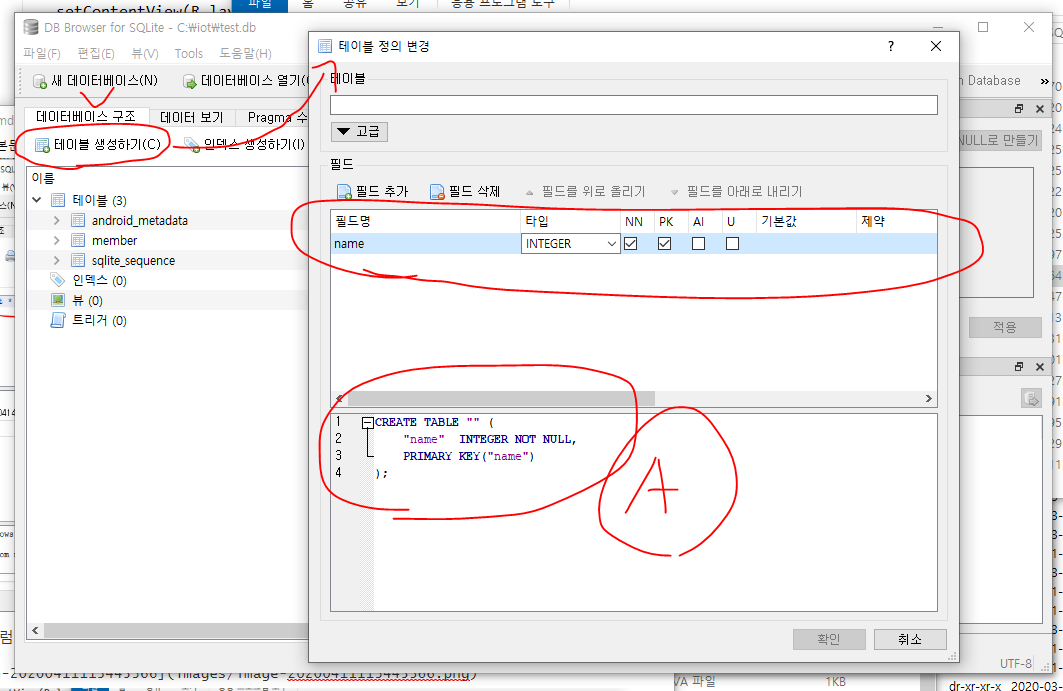 setContentView(R.lay
파일
홈
공유
보기
응용 프로그램 도구
DB Browser for SQLite - C:₩iot₩test.db
파일(F) 편집(E) 뷰(V) Tools 도움말(H)
새 데이터베이스(N) 데이터베이스 열기(
n Database »
데이터베이스 구조 데이터 보기 Pragma 수
테이블 생성하기(C) 인덱스 생성하기(I)
NULL로 만들기
이름
테이블 (3)
android_metadata
member
sqlite_sequence
인덱스 (0)
뷰 (0)
트리거 (0)
테이블 정의 변경
?
테이블
고급
필드
필드 추가 필드 삭제 필드를 위로 올리기 필드를 아래로 내리기
필드명 타입 NN PK AI U 기본값 제약
name INTEGER
1 CREATE TABLE "" (
2 "name" INTEGER NOT NULL,
3 PRIMARY KEY("name")
4 );
A
확인 취소
적용
UTF-8
-20200411115443366](images/image-20200411115443366.png)
VA 파일 1KB
dr-xr-xr-x 2020-03-